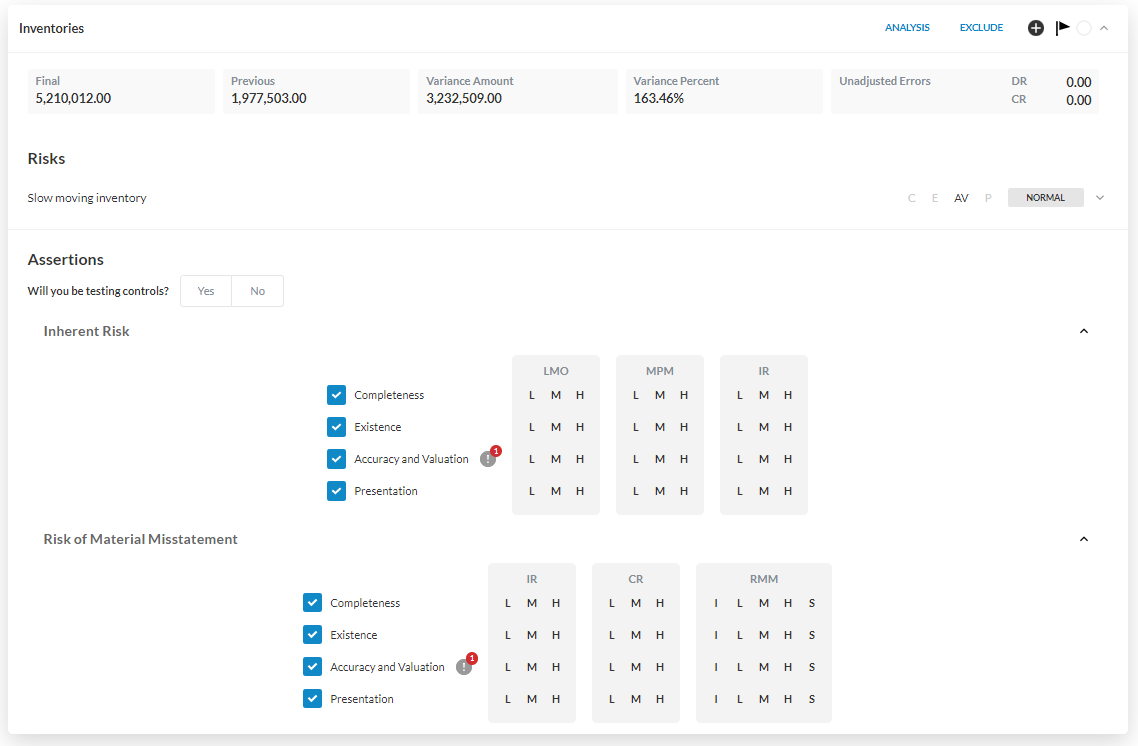 Inventories ANALYSIS EXCLUDE
Final Previous Variance Amount Variance Percent Unadjusted Errors DR 0.00
5,210,012.00 1,977,503.00 3,232,509.00 163.46% CR 0.00
Risks
Slow moving inventory C E AV P NORMAL
Assertions
Will you be testing controls? Yes No
Inherent Risk
LMO MPM IR
Completeness L M H L M H L M H
Existence L M H L M H L M H
Accuracy and Valuation ! 1 L M H L M H L M H
Presentation L M H L M H L M H
Risk of Material Misstatement
IR CR RMM
Completeness L M H L M H I L M H S
Existence L M H L M H I L M H S
Accuracy and Valuation ! 1 L M H L M H I L M H S
Presentation L M H L M H I L M H S